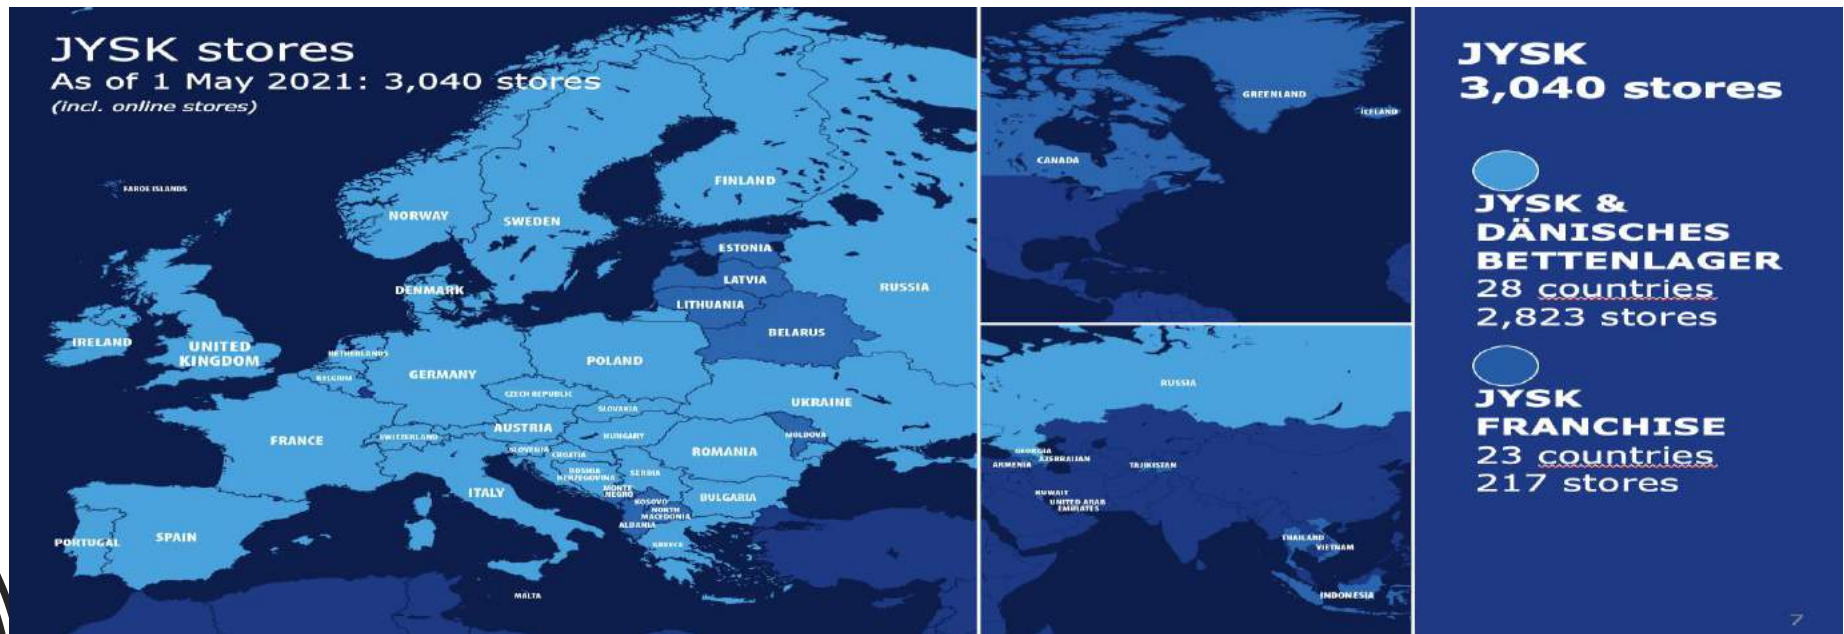 JYSK stores
As of 1 May 2021: 3,040 stores
(incl. online stores)
FAROE ISLANDS
FINLAND
NORWAY
SWEDEN
ESTONIA
LATVIA
DENMARK
RUSSIA
LITHUANIA
BELARUS
IRELAND
UNITED
KINGDOM
NETHERLANDS
POLAND
BELGIUM
GERMANY
CZECH REPUBLIC
UKRAINE
SLOVAKIA
AUSTRIA
FRANCE
SWITZERLAND
HUNGARY
MOLDOVA
SLOVENIA
CROATIA
ROMANIA
BOSNIA
HERZEGOVINA
SERBIA
ITALY
MONTE
NEGRO
BULGARIA
KOSOVO
NORTH
MACEDONIA
ALBANIA
PORTUGAL
SPAIN
GREECE
MALTA
GREENLAND
ICELAND
CANADA
RUSSIA
GEORGIA
AZERBAIJAN
ARMENIA
TAJIKISTAN
KUWAIT
UNITED ARAB
EMIRATES
THAILAND
VIETNAM
INDONESIA
JYSK
3,040 stores
JYSK &
DÄNISCHES
BETTENLAGER
28 countries
2,823 stores
JYSK
FRANCHISE
23 countries
217 stores
7